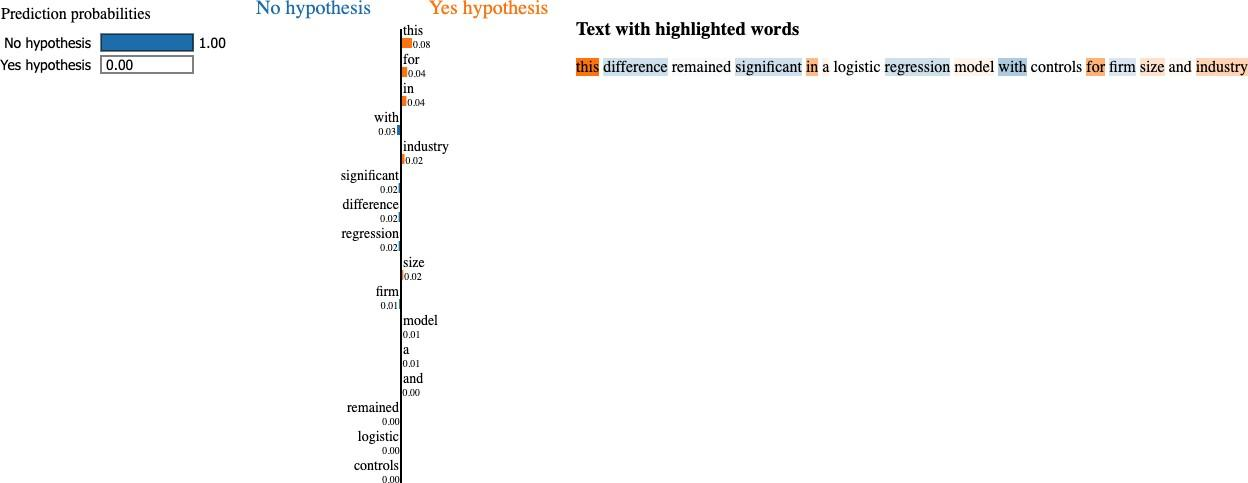 Prediction probabilities
No hypothesis 1.00
Yes hypothesis 0.00
No hypothesis Yes hypothesis
this
0.08
for
0.04
in
0.04
with
0.03
industry
0.02
significant
0.02
difference
0.02
regression
0.02
size
0.02
firm
0.01
model
0.01
a
0.01
and
0.00
remained
0.00
logistic
0.00
controls
0.00
Text with highlighted words
this difference remained significant in a logistic regression model with controls for firm size and industry